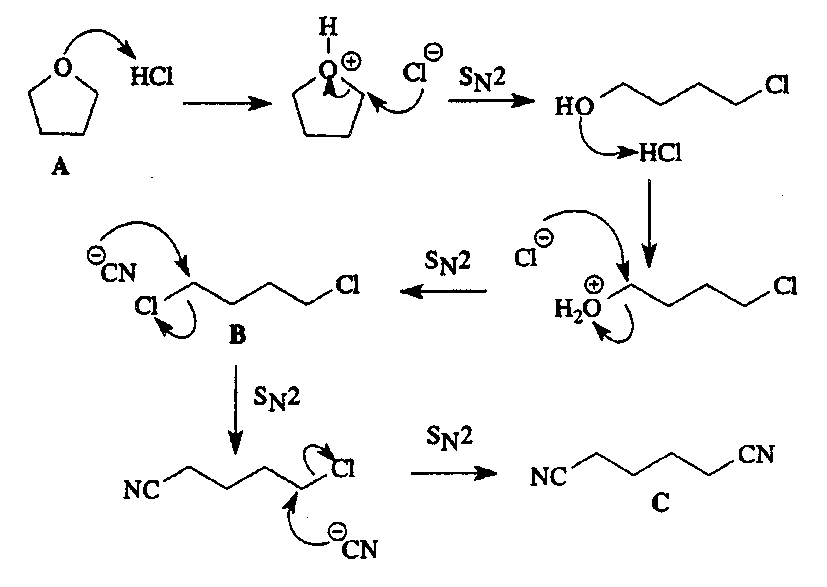 H
O
HCl
O⊕
Cl⊖
SN2
HO
Cl
A
HCl
⊖CN
Cl
Cl
B
SN2
Cl⊖
⊕
H2O
Cl
SN2
NC
Cl
⊖CN
SN2
NC
CN
C